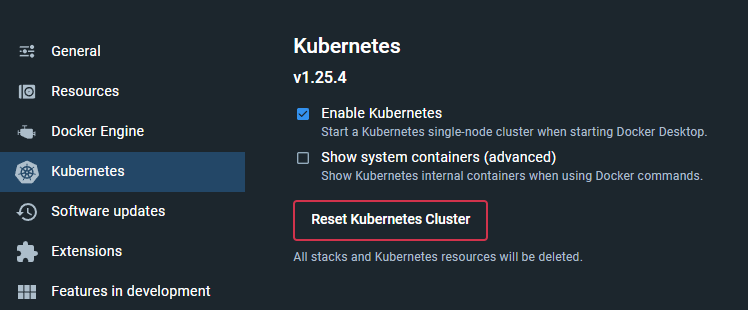 General
Resources
Docker Engine
Kubernetes
Software updates
Extensions
Features in development
Kubernetes
v1.25.4
Enable Kubernetes
Start a Kubernetes single-node cluster when starting Docker Desktop.
Show system containers (advanced)
Show Kubernetes internal containers when using Docker commands.
Reset Kubernetes Cluster
All stacks and Kubernetes resources will be deleted.